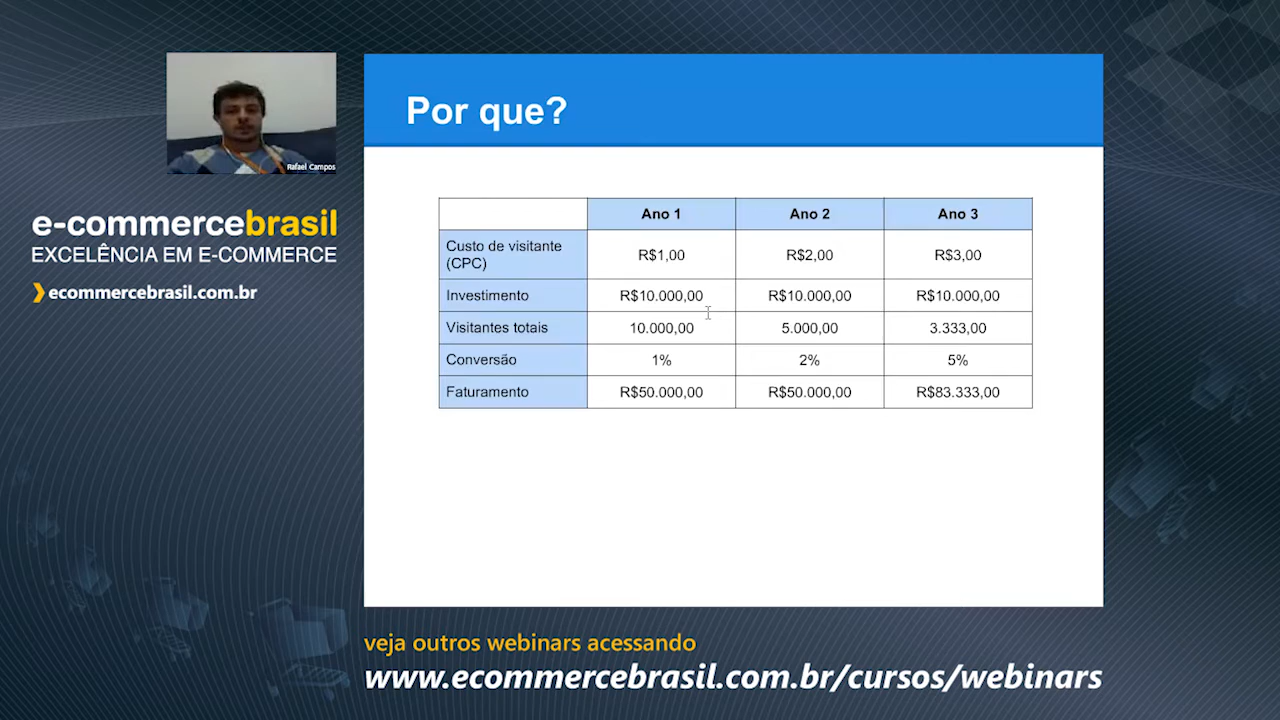 Rafael Campos
e-commercebrasil
EXCELÊNCIA EM E-COMMERCE
ecommercebrasil.com.br
Por que?
Ano 1 Ano 2 Ano 3
Custo de visitante
(CPC) R$1,00 R$2,00 R$3,00
Investimento R$10.000,00 R$10.000,00 R$10.000,00
Visitantes totais 10.000,00 5.000,00 3.333,00
Conversão 1% 2% 5%
Faturamento R$50.000,00 R$50.000,00 R$83.333,00
veja outros webinars acessando
www.ecommercebrasil.com.br/cursos/webinars